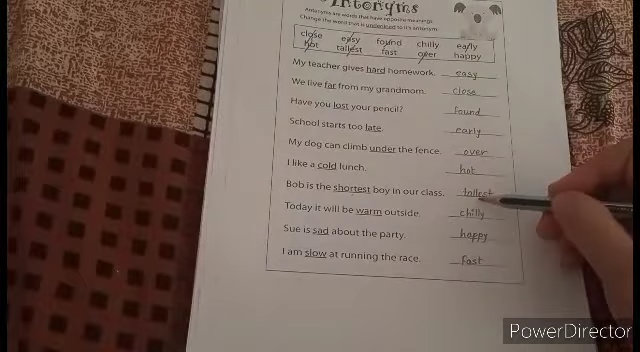 Antonyms
Antonyms are words that have opposite meanings.
Change the word that is underlined to it's antonym.
close easy found chilly early
hot tallest fast over happy
My teacher gives hard homework. easy
We live far from my grandmom. close
Have you lost your pencil? found
School starts too late. early
My dog can climb under the fence. over
I like a cold lunch. hot
Bob is the shortest boy in our class. tallest
Today it will be warm outside. chilly
Sue is sad about the party. happy
I am slow at running the race. fast
PowerDirector